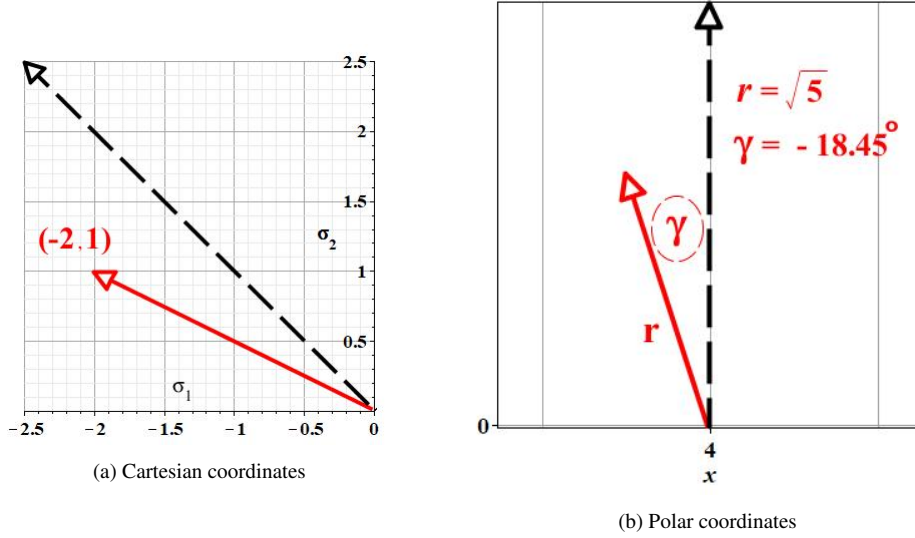 2.5
2
1.5
σ₂
(-2,1)
1
0.5
σ₁
−2.5 −2 −1.5 −1 −0.5 0
(a) Cartesian coordinates
r = √5
γ = - 18.45°
γ
r
0
4
x
(b) Polar coordinates